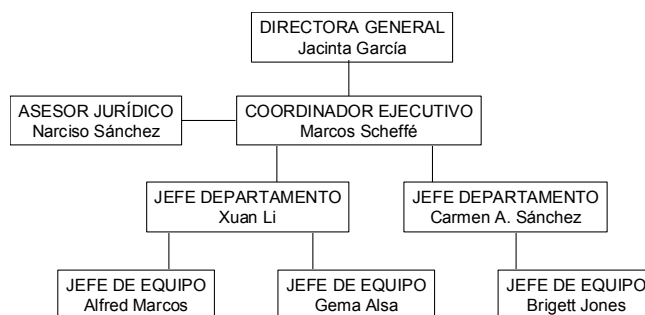 DIRECTORA GENERAL
Jacinta García
ASESOR JURÍDICO
Narciso Sánchez
COORDINADOR EJECUTIVO
Marcos Scheffé
JEFE DEPARTAMENTO
Xuan Li
JEFE DEPARTAMENTO
Carmen A. Sánchez
JEFE DE EQUIPO
Alfred Marcos
JEFE DE EQUIPO
Gema Alsa
JEFE DE EQUIPO
Brigett Jones